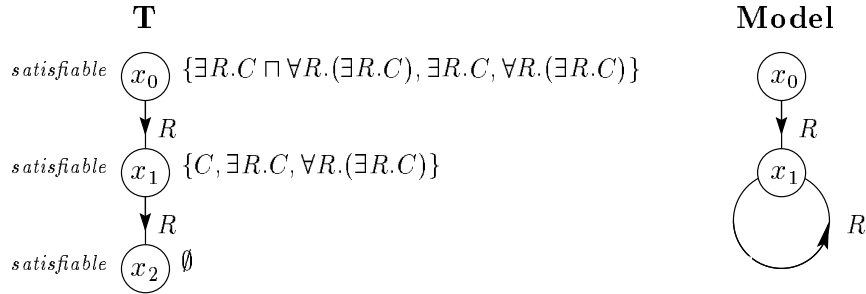 T Model
satisfiable x₀ {∃R.C ⊓ ∀R.(∃R.C), ∃R.C, ∀R.(∃R.C)} x₀
R R
satisfiable x₁ {C, ∃R.C, ∀R.(∃R.C)} x₁
R R
satisfiable x₂ ∅